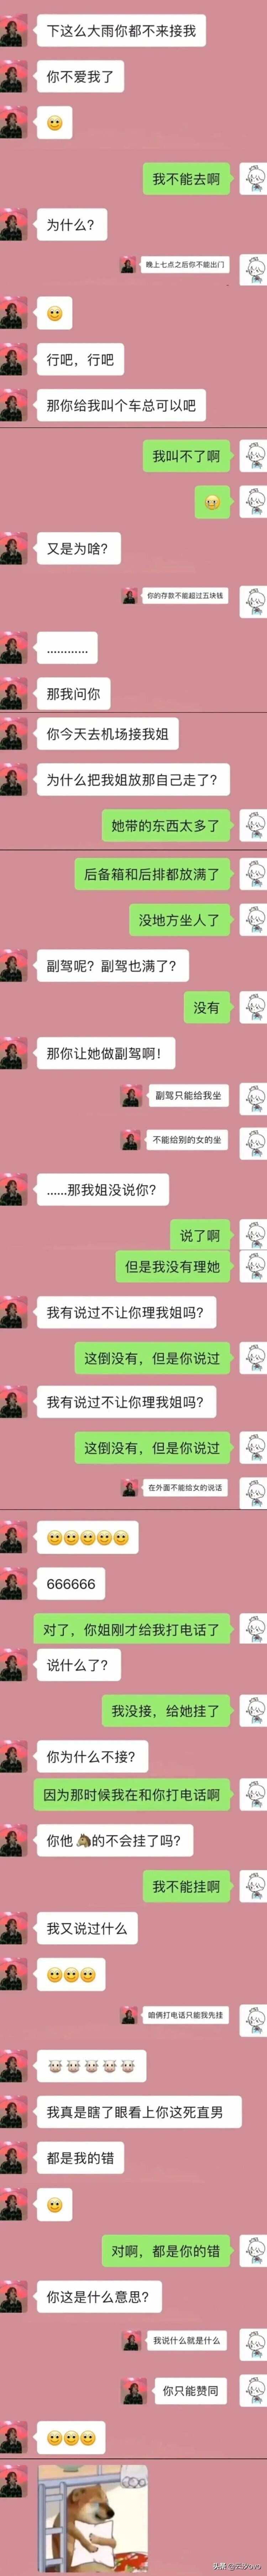 下这么大雨你都不来接我
你不爱我了
我不能去啊
为什么?
晚上七点之后你不能出门
行吧，行吧
那你给我叫个车总可以吧
我叫不了啊
又是为啥?
你的存款不能超过五块钱
…………
那我问你
你今天去机场接我姐
为什么把我姐放那自己走了?
她带的东西太多了
后备箱和后排都放满了
没地方坐人了
副驾呢？副驾也满了?
没有
那你让她做副驾啊！
副驾只能给我坐
不能给别的女的坐
……那我姐没说你?
说了啊
但是我没有理她
我有说过不让你理我姐吗?
这倒没有，但是你说过
我有说过不让你理我姐吗?
这倒没有，但是你说过
在外面不能给女的说话
666666
对了，你姐刚才给我打电话了
说什么了?
我没接，给她挂了
你为什么不接?
因为那时候我在和你打电话啊
你他🐴的不会挂了吗?
我不能挂啊
我又说过什么
咱俩打电话只能我先挂
我真是瞎了眼看上你这死直男
都是我的错
对啊，都是你的错
你这是什么意思?
我说什么就是什么
你只能赞同